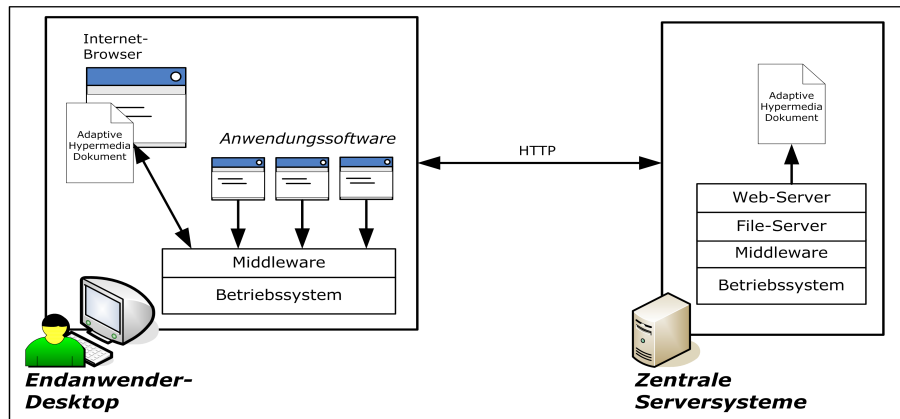 Internet-
Browser
Adaptive
Hypermedia
Dokument
Anwendungssoftware
Middleware
Betriebssystem
Endanwender-
Desktop
HTTP
Adaptive
Hypermedia
Dokument
Web-Server
File-Server
Middleware
Betriebssystem
Zentrale
Serversysteme